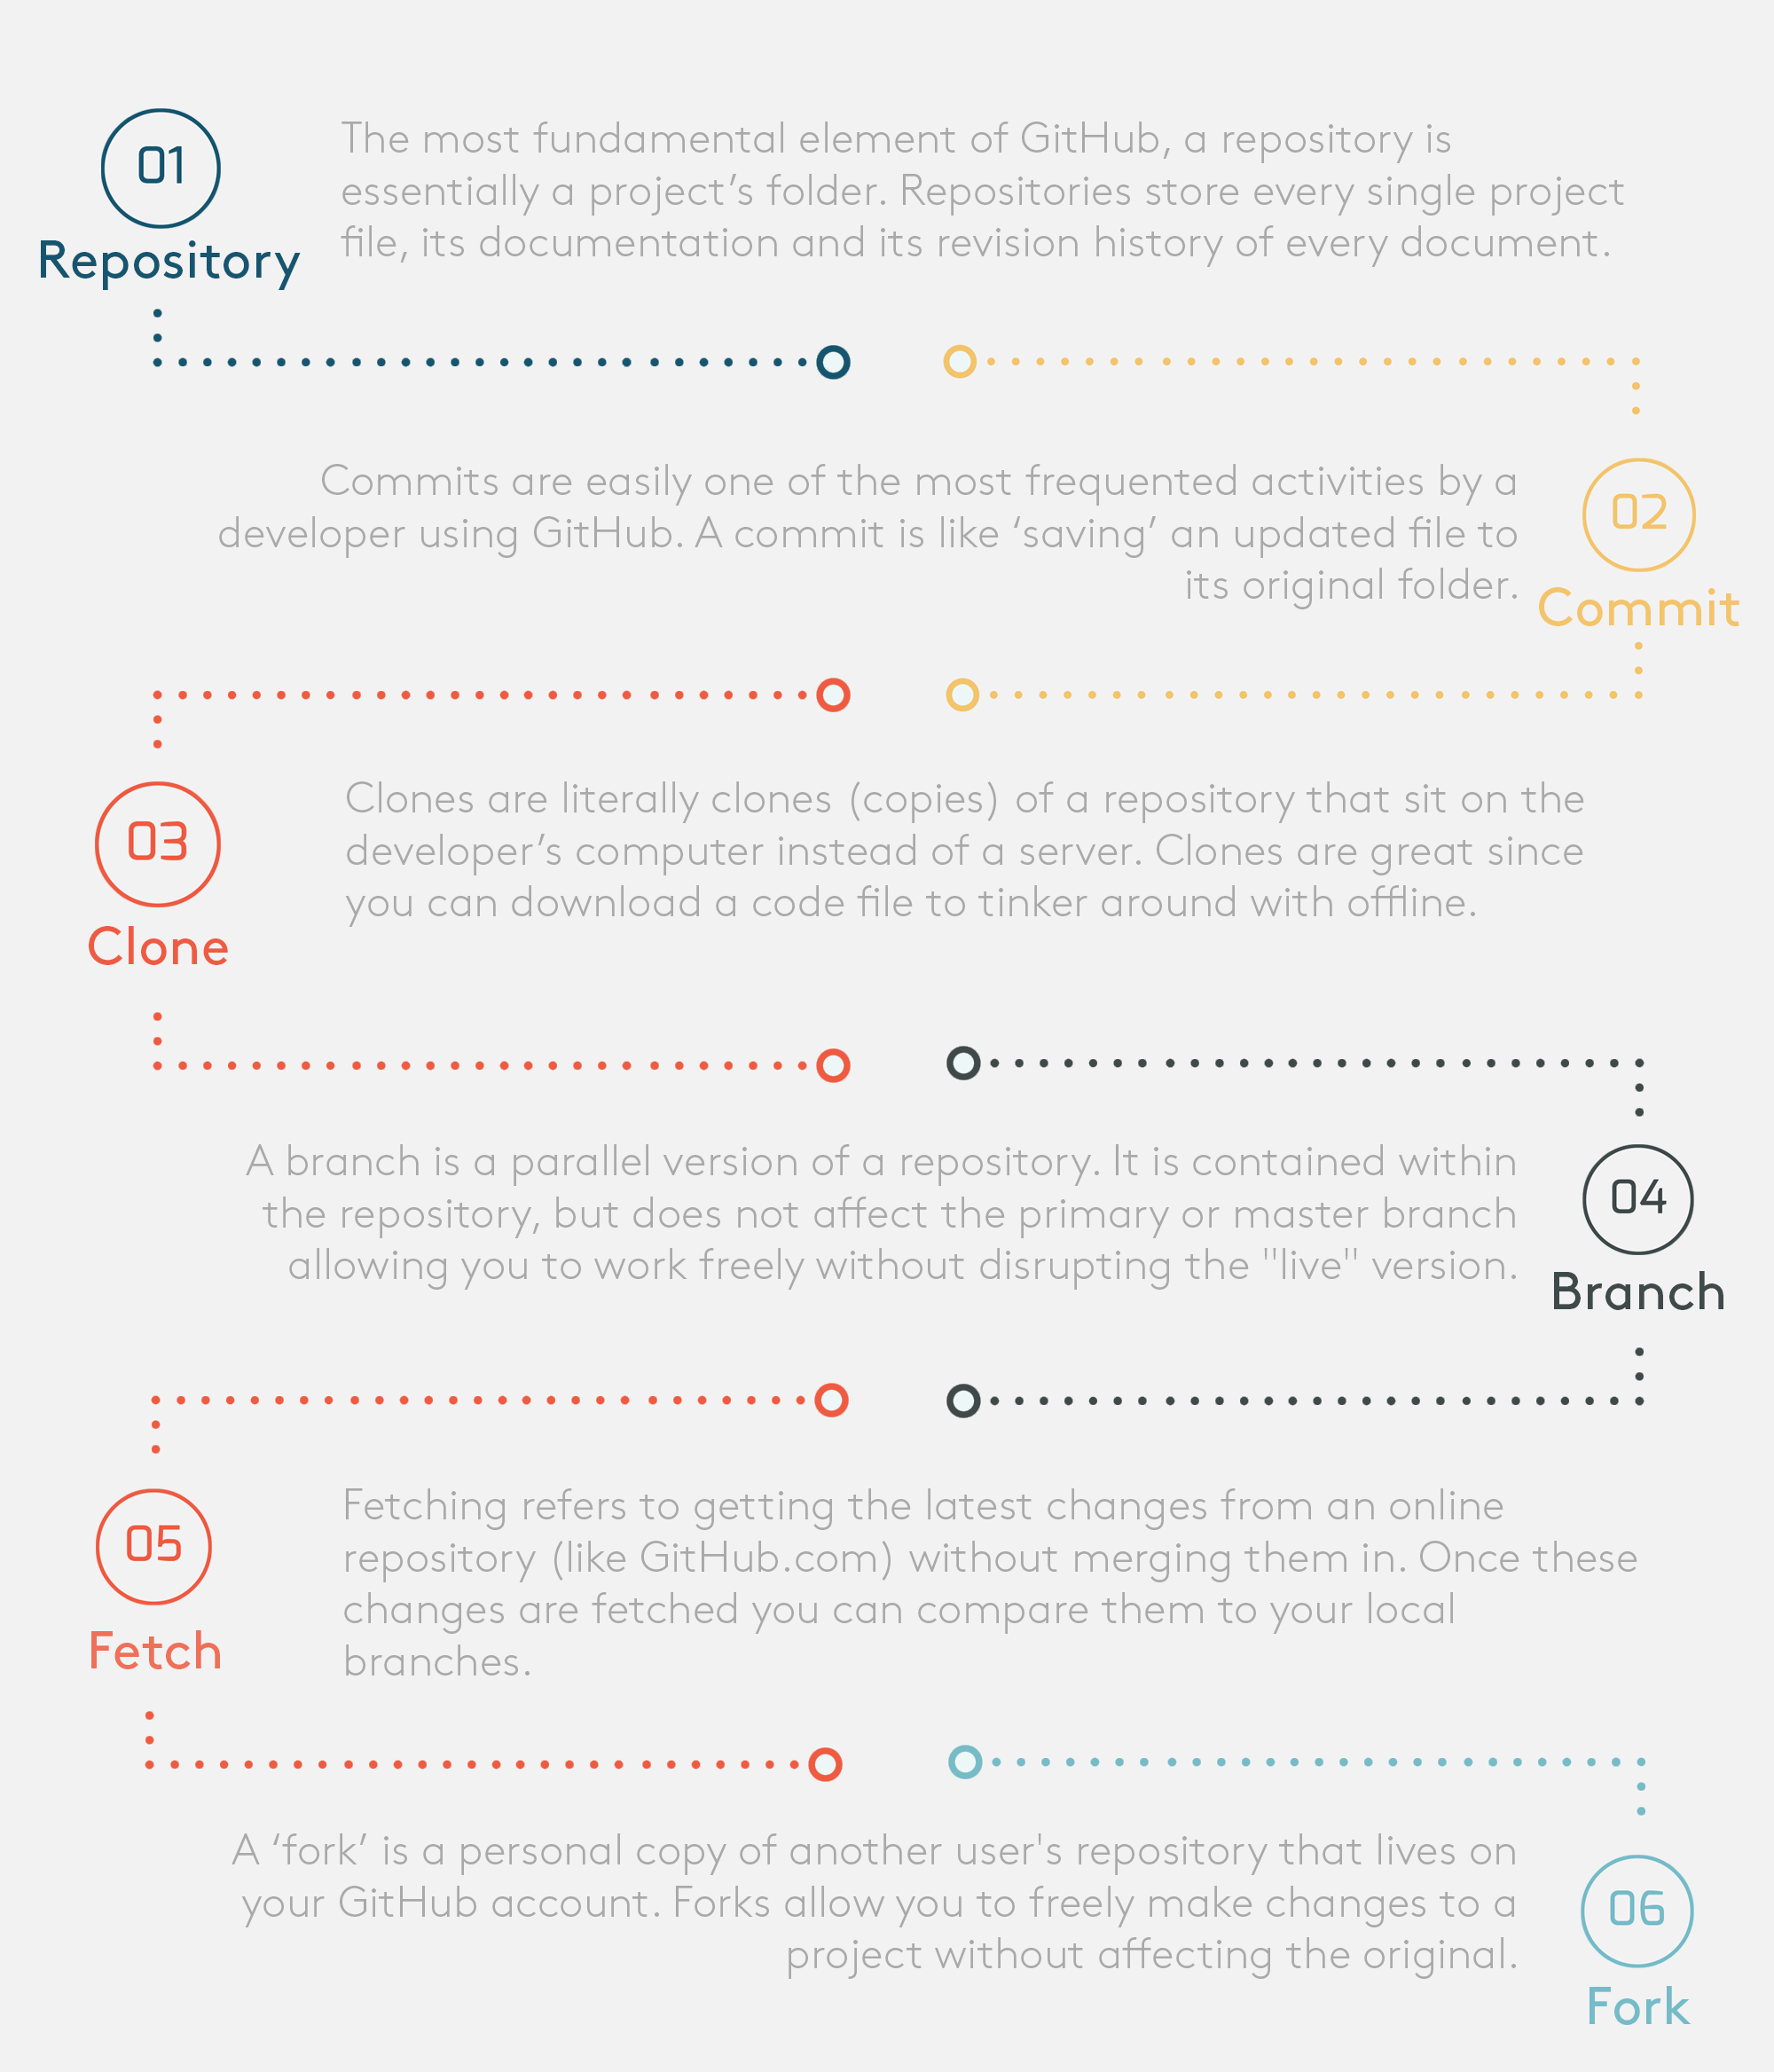 01
Repository
The most fundamental element of GitHub, a repository is
essentially a project’s folder. Repositories store every single project
file, its documentation and its revision history of every document.
Commits are easily one of the most frequented activities by a
developer using GitHub. A commit is like ‘saving’ an updated file to
its original folder.
02
Commit
03
Clone
Clones are literally clones (copies) of a repository that sit on the
developer’s computer instead of a server. Clones are great since
you can download a code file to tinker around with offline.
A branch is a parallel version of a repository. It is contained within
the repository, but does not affect the primary or master branch
allowing you to work freely without disrupting the "live" version.
04
Branch
05
Fetch
Fetching refers to getting the latest changes from an online
repository (like GitHub.com) without merging them in. Once these
changes are fetched you can compare them to your local
branches.
A ‘fork’ is a personal copy of another user's repository that lives on
your GitHub account. Forks allow you to freely make changes to a
project without affecting the original.
06
Fork